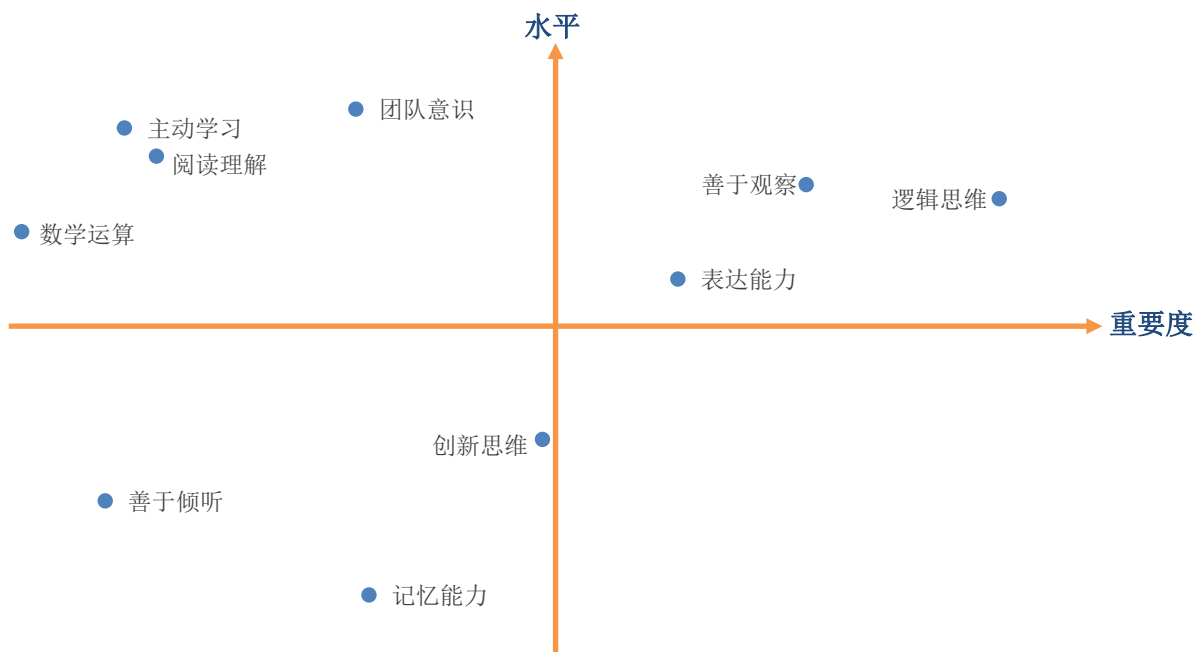 水平
团队意识
主动学习
阅读理解
善于观察
逻辑思维
数学运算
表达能力
重要度
创新思维
善于倾听
记忆能力